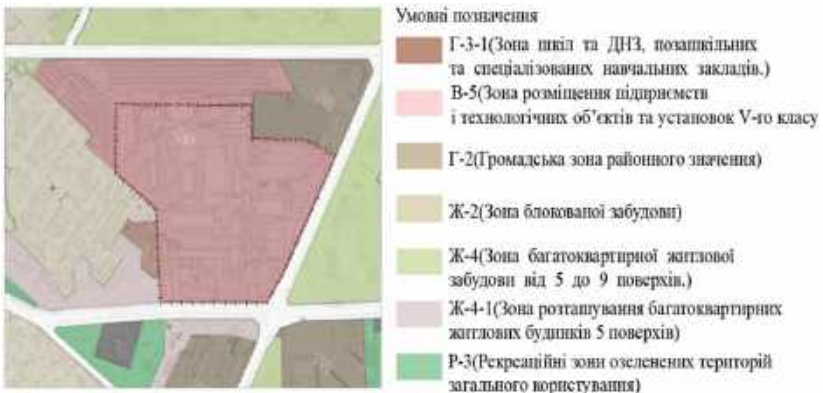 Умовні позначення
Г-3-1(Зона шкіл та ДНЗ, позашкільних
та спеціалізованих навчальних закладів.)
В-5(Зона розміщення підприємств
і технологічних об’єктів та установок V-го класу
Г-2(Громадська зона районного значення)
Ж-2(Зона блокованої забудови)
Ж-4(Зона багатоквартирної житлової
забудови від 5 до 9 поверхів.)
Ж-4-1(Зона розташування багатоквартирних
житлових будинків 5 поверхів)
Р-3(Рекреаційні зони озеленених територій
загального користування)